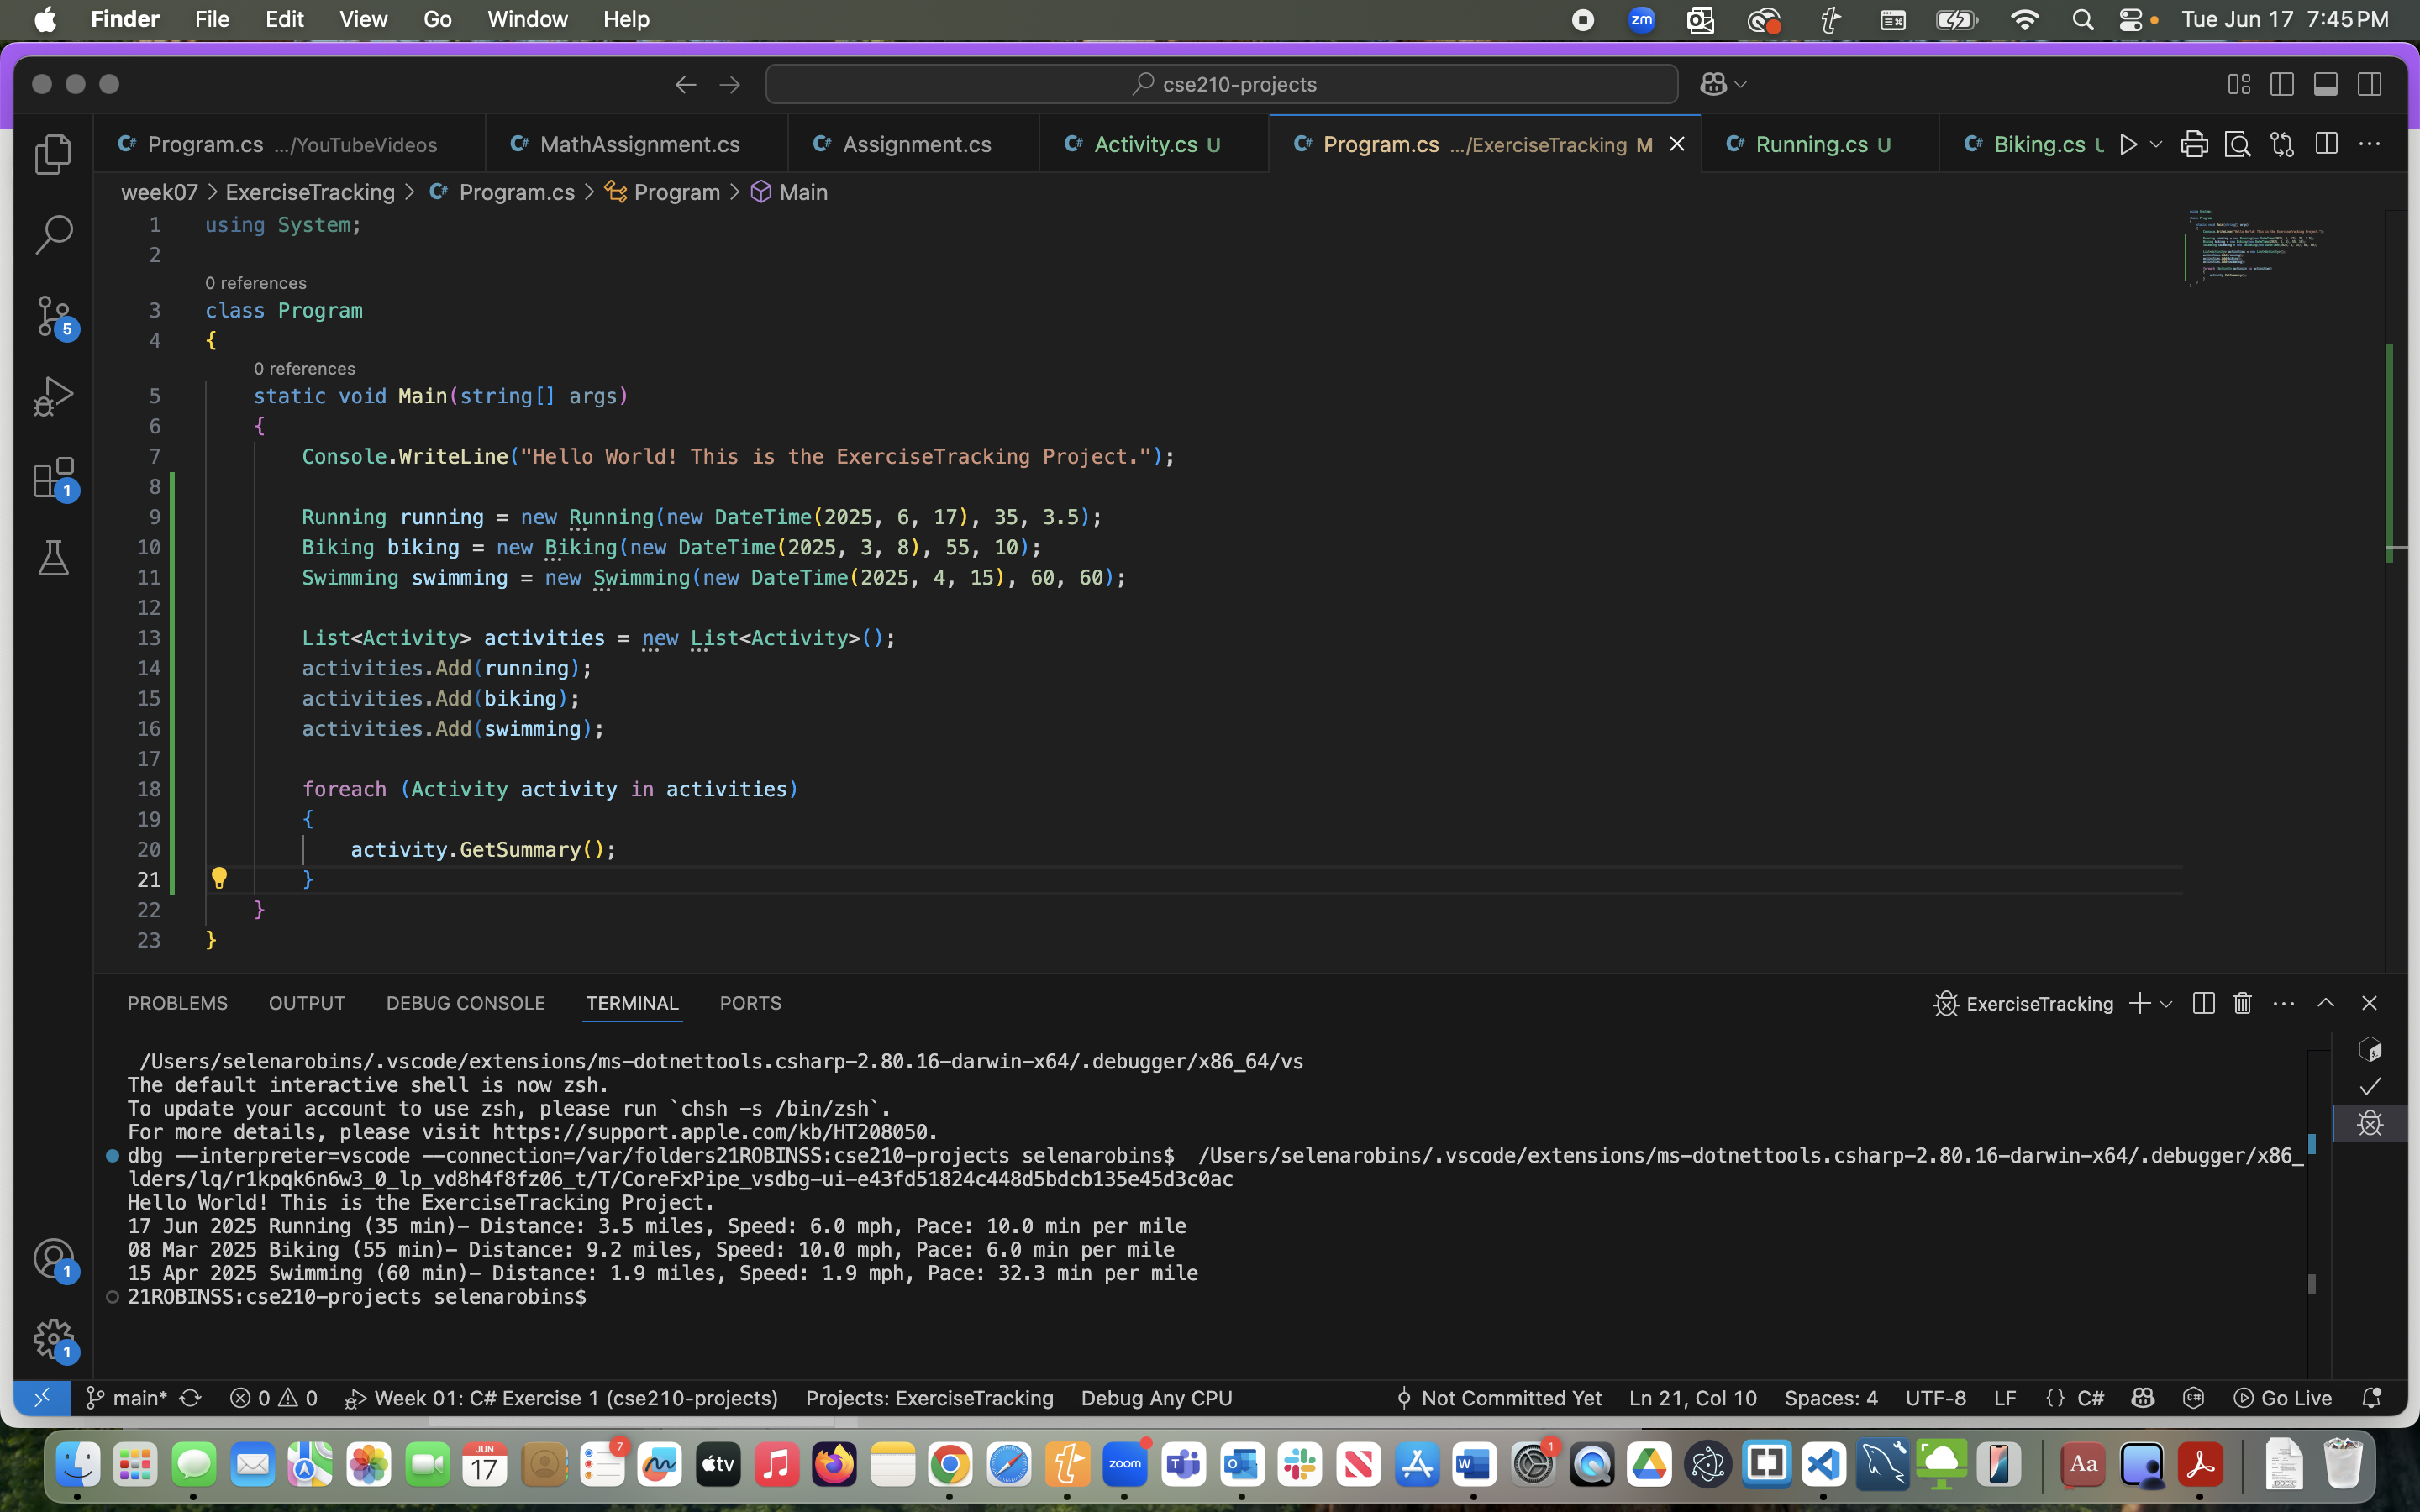 Finder File Edit View Go Window Help zm Tue Jun 17 7:45 PM
cse210-projects
Program.cs .../YouTubeVideos MathAssignment.cs Assignment.cs Activity.cs U Program.cs .../ExerciseTracking M Running.cs U Biking.cs U
week07 > ExerciseTracking > Program.cs > Program > Main
1 using System;
2
0 references
3 class Program
4 {
0 references
5 static void Main(string[] args)
6 {
7 Console.WriteLine("Hello World! This is the ExerciseTracking Project.");
8
9 Running running = new Running(new DateTime(2025, 6, 17), 35, 3.5);
10 Biking biking = new Biking(new DateTime(2025, 3, 8), 55, 10);
11 Swimming swimming = new Swimming(new DateTime(2025, 4, 15), 60, 60);
12
13 List<Activity> activities = new List<Activity>();
14 activities.Add(running);
15 activities.Add(biking);
16 activities.Add(swimming);
17
18 foreach (Activity activity in activities)
19 {
20 activity.GetSummary();
21 }
22 }
23 }
5
1
1
1
PROBLEMS OUTPUT DEBUG CONSOLE TERMINAL PORTS ExerciseTracking
/Users/selenarobins/.vscode/extensions/ms-dotnettools.csharp-2.80.16-darwin-x64/.debugger/x86_64/vs
The default interactive shell is now zsh.
To update your account to use zsh, please run `chsh -s /bin/zsh`.
For more details, please visit https://support.apple.com/kb/HT208050.
dbg --interpreter=vscode --connection=/var/folders21ROBINSS:cse210-projects selenarobins$ /Users/selenarobins/.vscode/extensions/ms-dotnettools.csharp-2.80.16-darwin-x64/.debugger/x86_
lders/lq/r1kpqk6n6w3_0_lp_vd8h4f8fz06_t/T/CoreFxPipe_vsdbg-ui-e43fd51824c448d5bdcb135e45d3c0ac
Hello World! This is the ExerciseTracking Project.
17 Jun 2025 Running (35 min)- Distance: 3.5 miles, Speed: 6.0 mph, Pace: 10.0 min per mile
08 Mar 2025 Biking (55 min)- Distance: 9.2 miles, Speed: 10.0 mph, Pace: 6.0 min per mile
15 Apr 2025 Swimming (60 min)- Distance: 1.9 miles, Speed: 1.9 mph, Pace: 32.3 min per mile
21ROBINSS:cse210-projects selenarobins$
main* 0 0 Week 01: C# Exercise 1 (cse210-projects) Projects: ExerciseTracking Debug Any CPU Not Committed Yet Ln 21, Col 10 Spaces: 4 UTF-8 LF {} C# Go Live
JUN 17 7 tv zoom T W 1 Aa